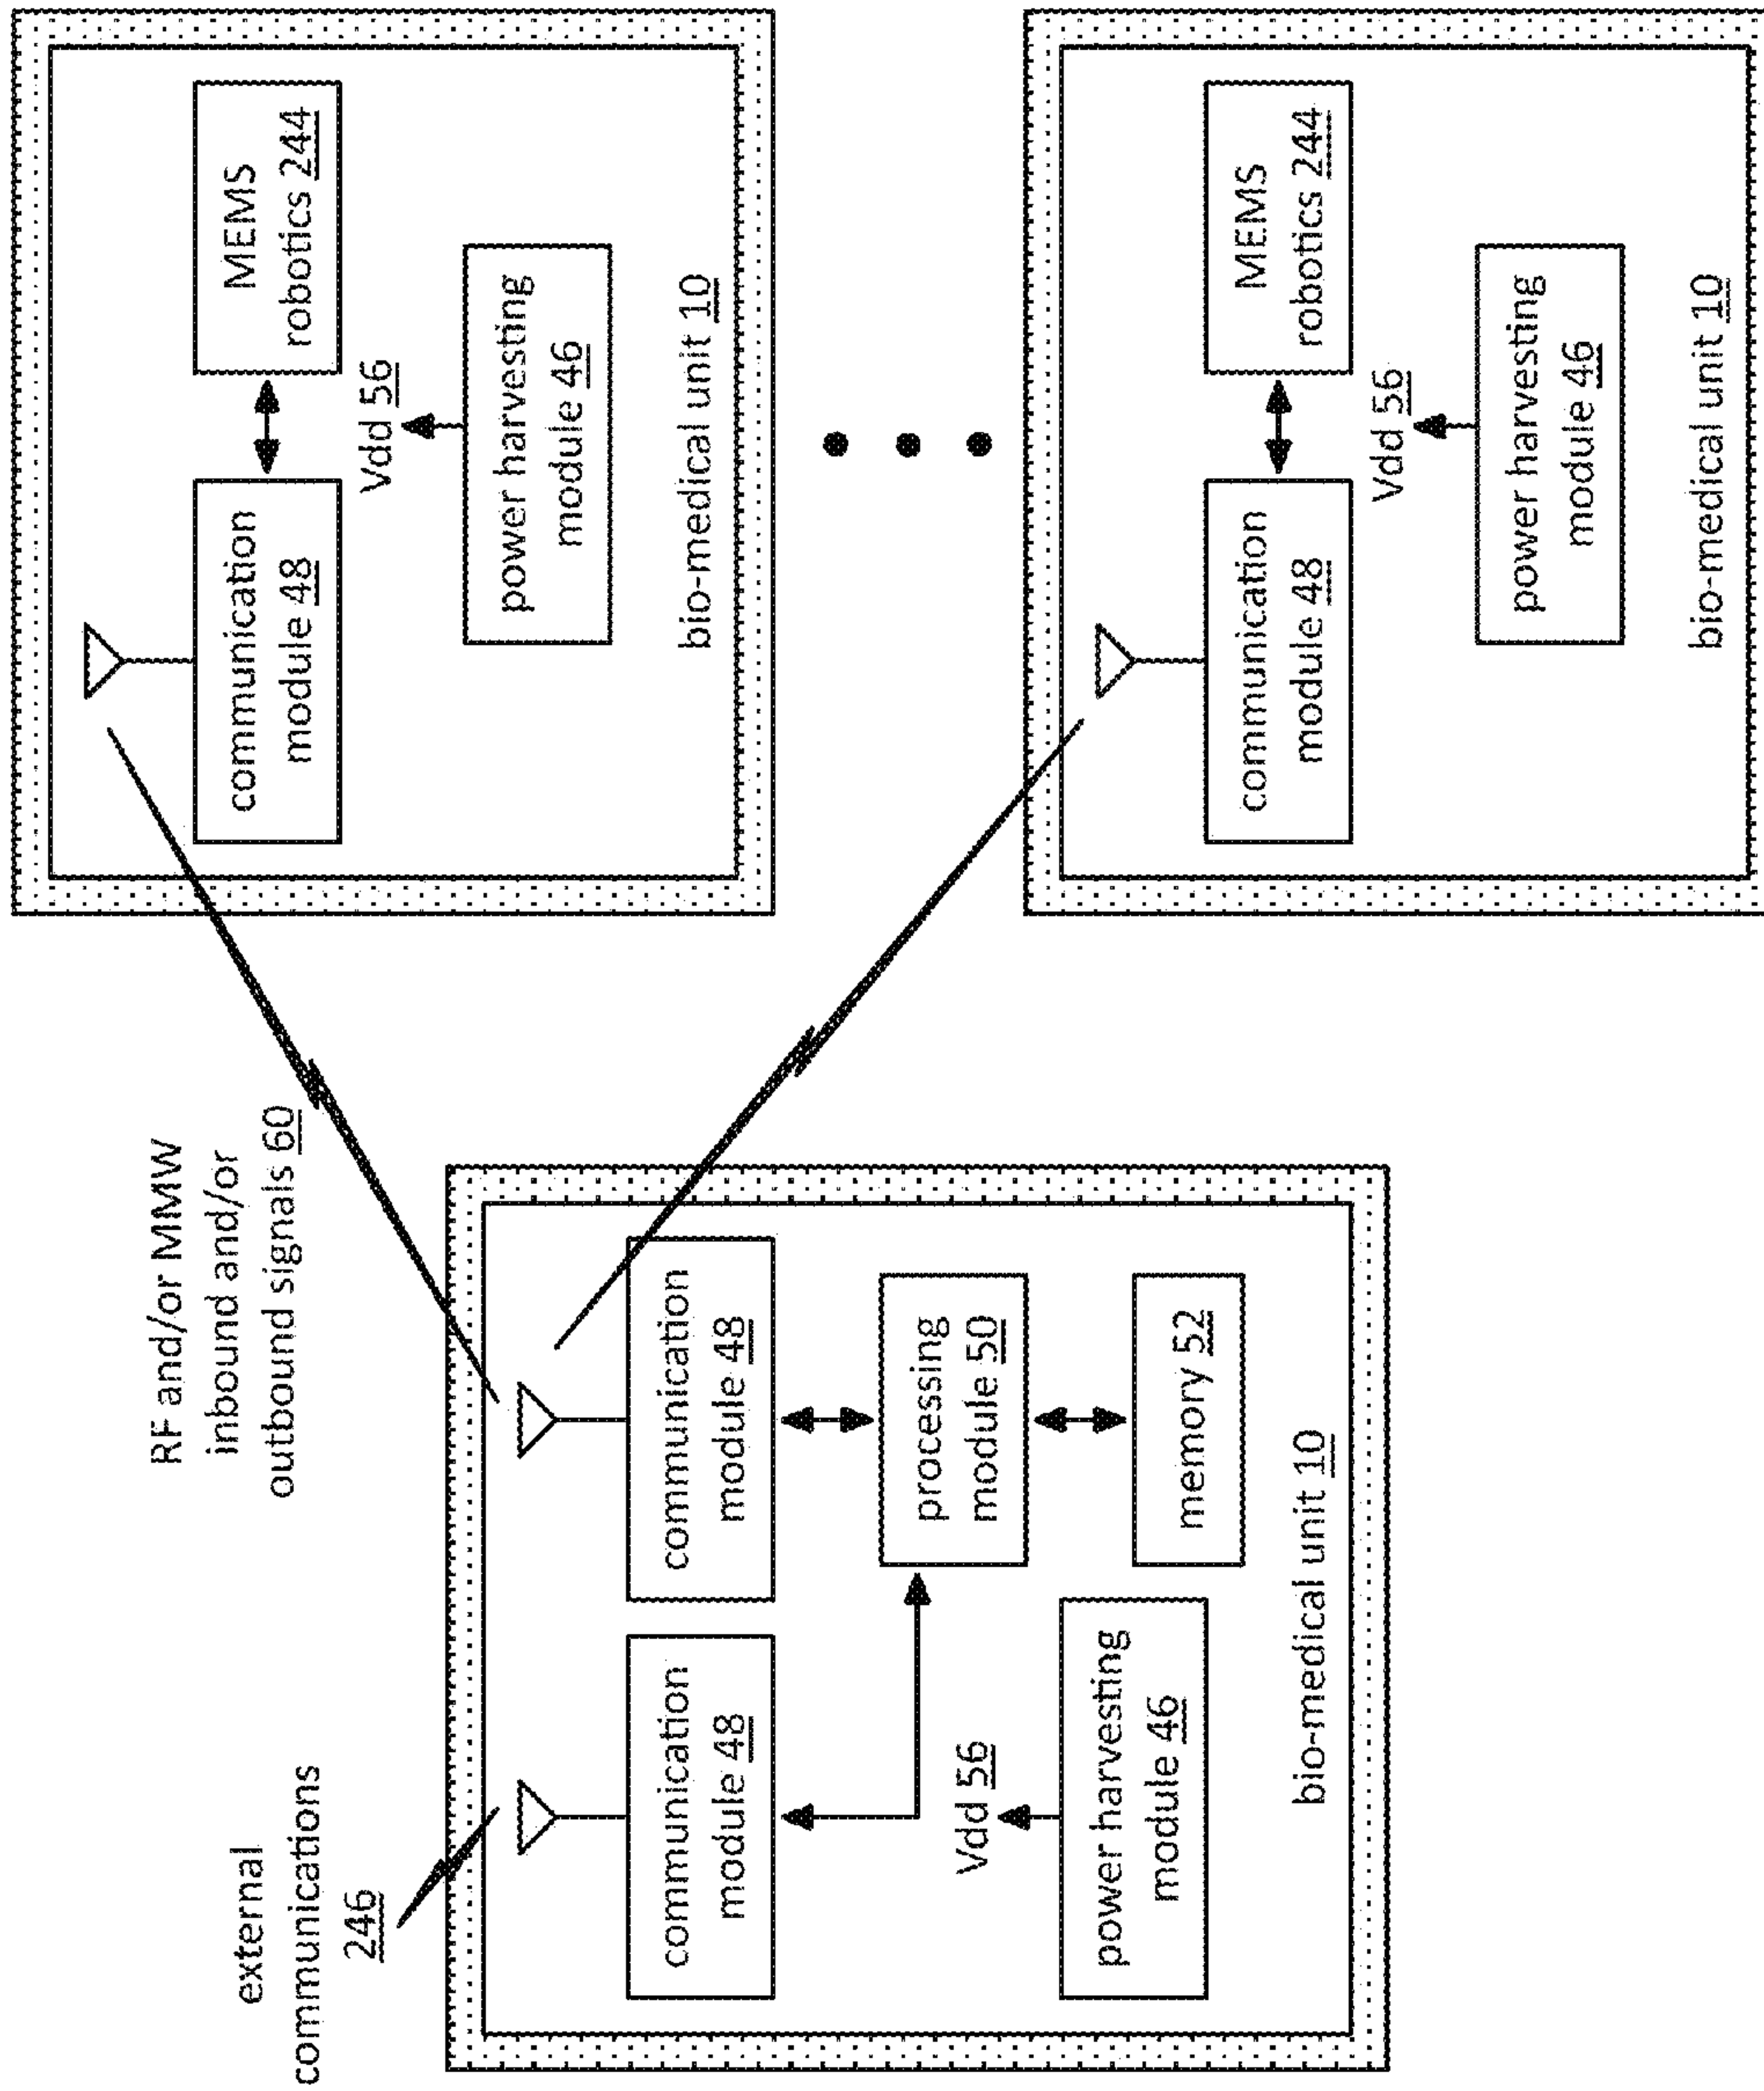 external
communications
246
RF and/or MMW
inbound and/or
outbound signals 60
communication
module 48
communication
module 48
processing
module 50
Vdd 56
power harvesting
module 46
memory 52
bio-medical unit 10
communication
module 48
MEMS
robotics 244
Vdd 56
power harvesting
module 46
bio-medical unit 10
communication
module 48
MEMS
robotics 244
Vdd 56
power harvesting
module 46
bio-medical unit 10